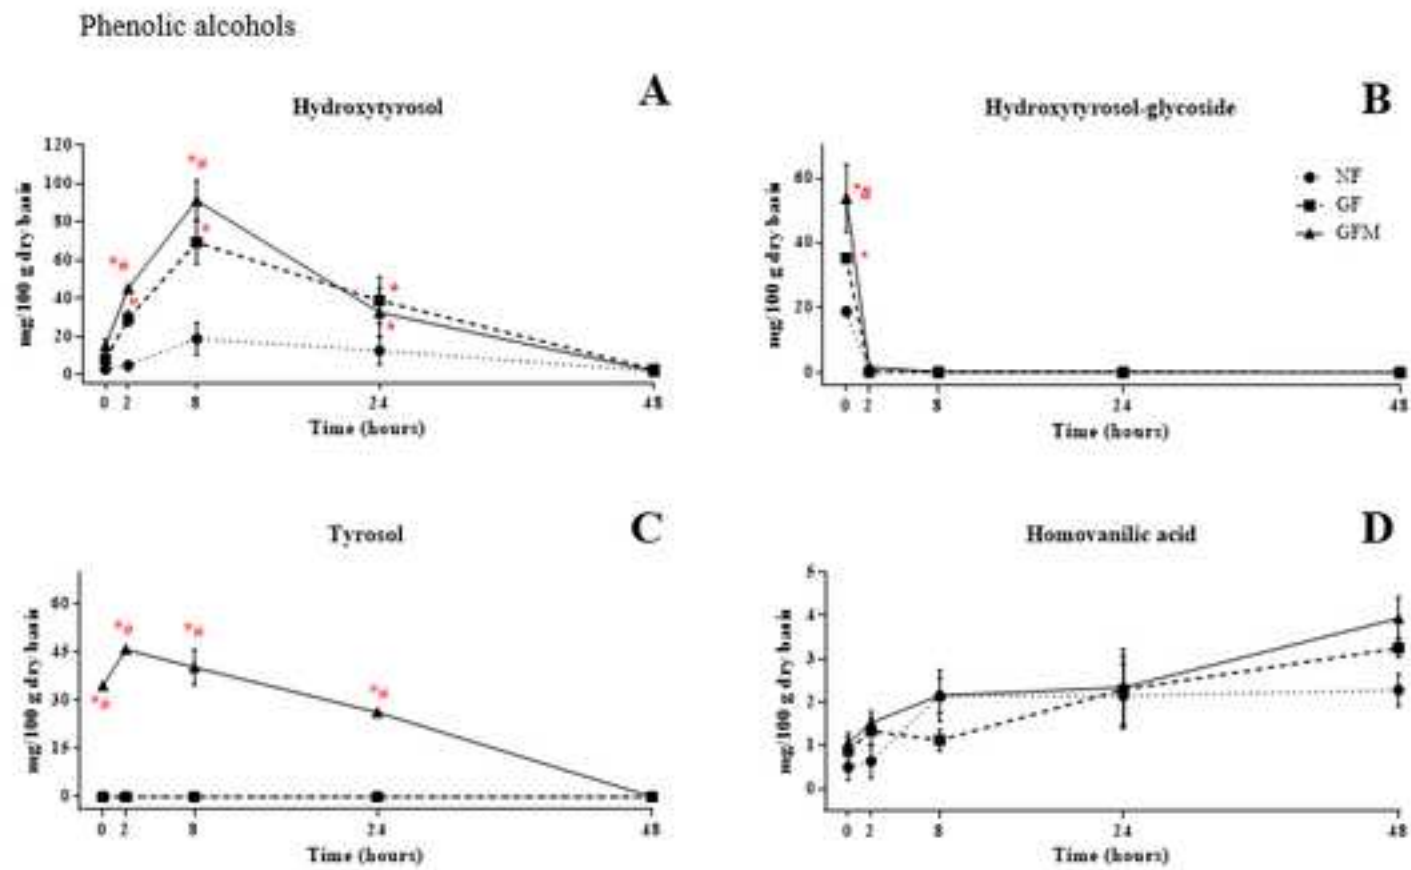 Phenolic alcohols
A
Hydroxytyrosol
mg/100 g dry basis
120
100
80
60
40
20
0
0 2 8 24 48
Time (hours)
B
Hydroxytyrosol-glycoside
mg/100 g dry basis
60
40
20
0
NF
GF
GFM
0 2 8 24 48
Time (hours)
C
Tyrosol
mg/100 g dry basis
60
45
30
15
0
0 2 8 24 48
Time (hours)
D
Homovanilic acid
mg/100 g dry basis
5
4
3
2
1
0
0 2 8 24 48
Time (hours)